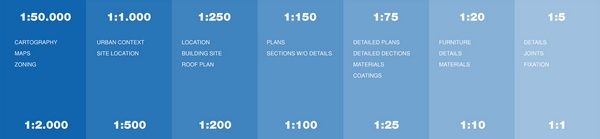 1:50.000
CARTOGRAPHY
MAPS
ZONING
1:2.000
1:1.000
URBAN CONTEXT
SITE LOCATION
1:500
1:250
LOCATION
BUILDING SITE
ROOF PLAN
1:200
1:150
PLANS
SECTIONS W/O DETAILS
1:100
1:75
DETAILED PLANS
DETAILED DECTIONS
MATERIALS
COATINGS
1:25
1:20
FURNITURE
DETAILS
MATERIALS
1:10
1:5
DETAILS
JOINTS
FIXATION
1:1